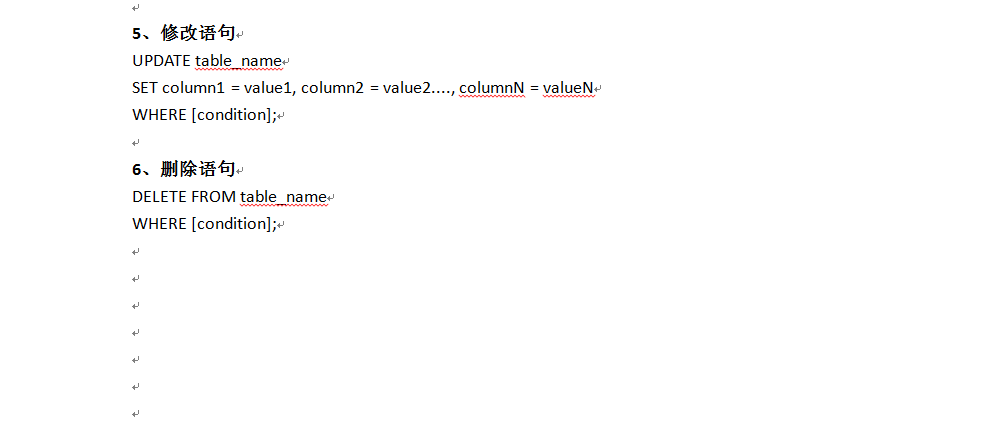 5、修改语句
UPDATE table_name
SET column1 = value1, column2 = value2...., columnN = valueN
WHERE [condition];
6、删除语句
DELETE FROM table_name
WHERE [condition];